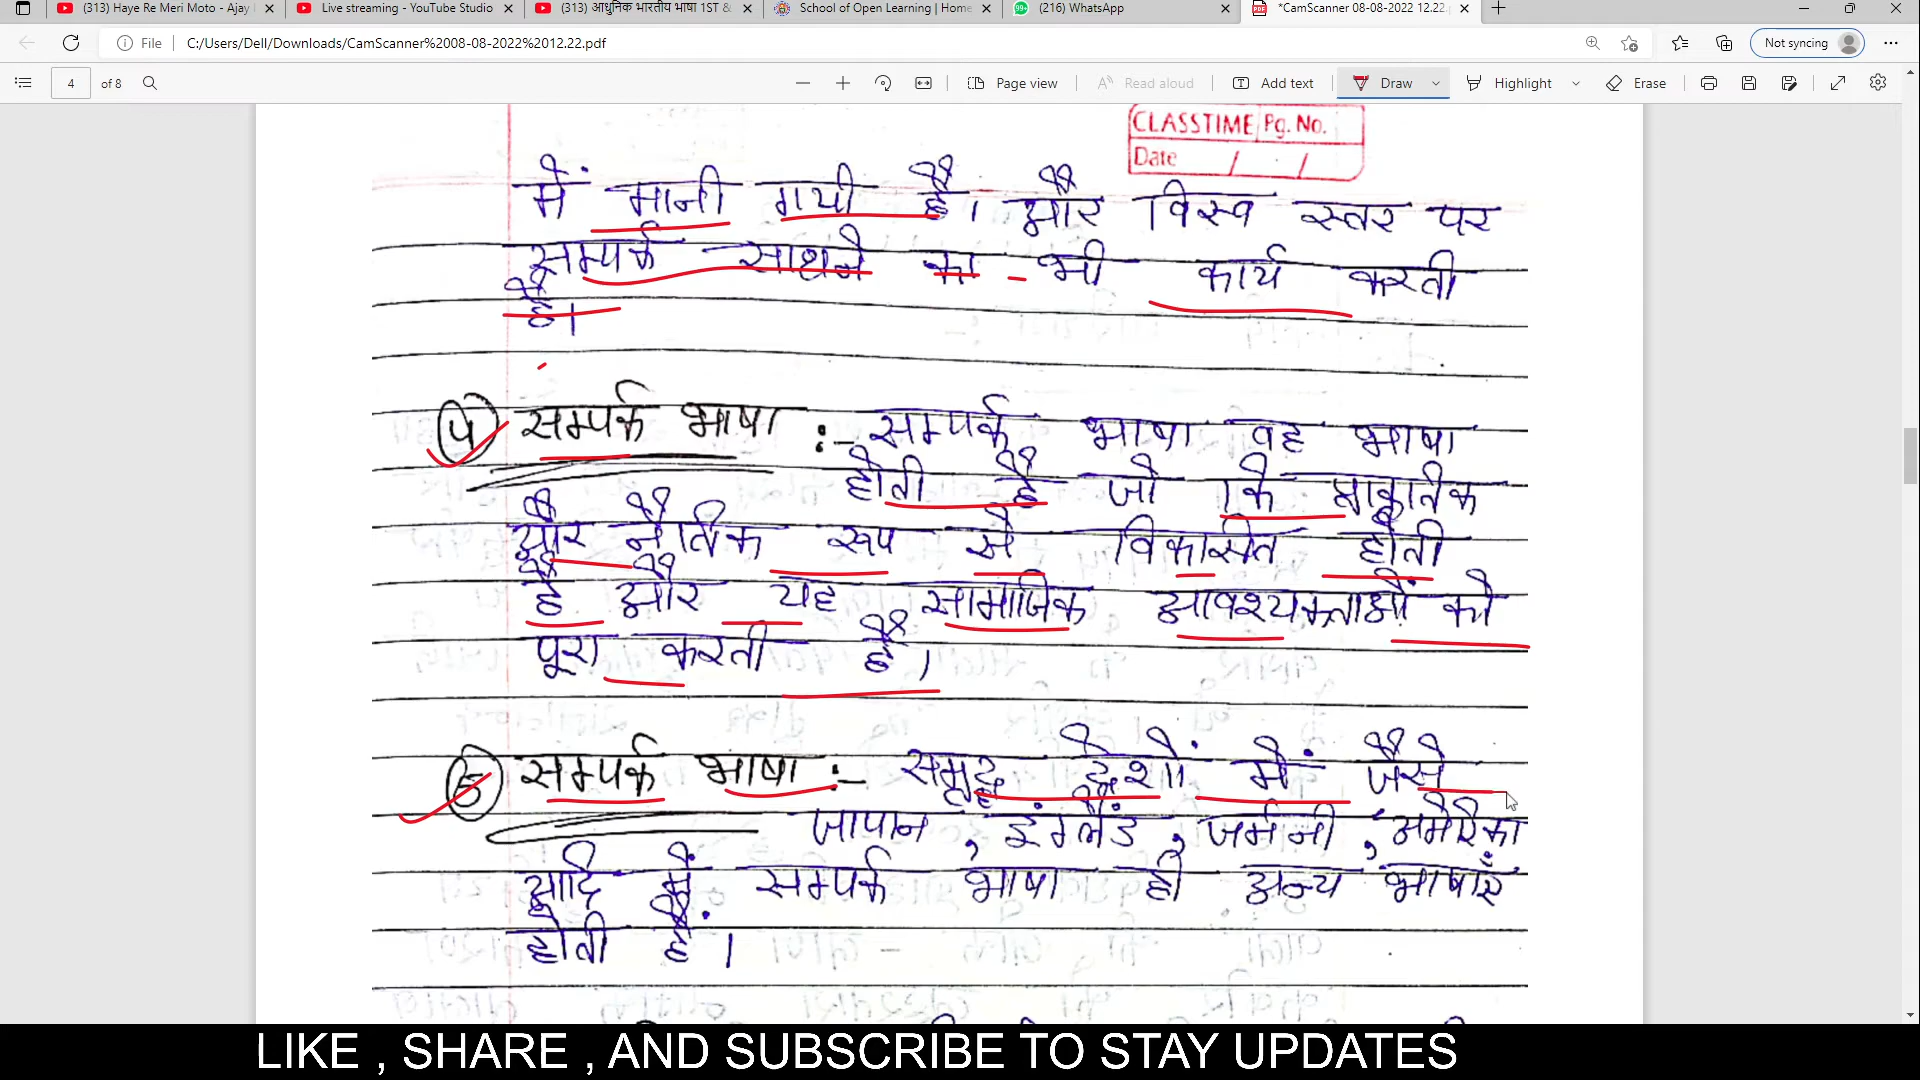 (313) Haye Re Meri Moto - Ajay
Live streaming - YouTube Studio
(313) आधुनिक भारतीय भाषा 1ST &
School of Open Learning | Home
99+
(216) WhatsApp
*CamScanner 08-08-2022 12.22.p
File C:/Users/Dell/Downloads/CamScanner%2008-08-2022%2012.22.pdf
Not syncing
4 of 8
Page view
Read aloud
Add text
Draw
Highlight
Erase
CLASSTIME Pg. No.
Date / /
में मानी गयी है। और विस्व स्तर पर
सम्पर्क साधने का भी कार्य करती
है।
सम्पर्क भाषा :- सम्पर्क भाषा वह भाषा
होती है जो कि प्राकृतिक
और नैतिक रूप से विकासित होती
है और यह सामाजिक आवश्यक्ताओं को
पूरा करती है।
6 सम्पर्क भाषा :- समृद्ध देशों में जैसे
जापान, इंग्लैंड, जर्मनी, अमेरिका
आदि में सम्पर्क भाषा ही अन्य भाषाएँ
होती है।
LIKE , SHARE , AND SUBSCRIBE TO STAY UPDATES